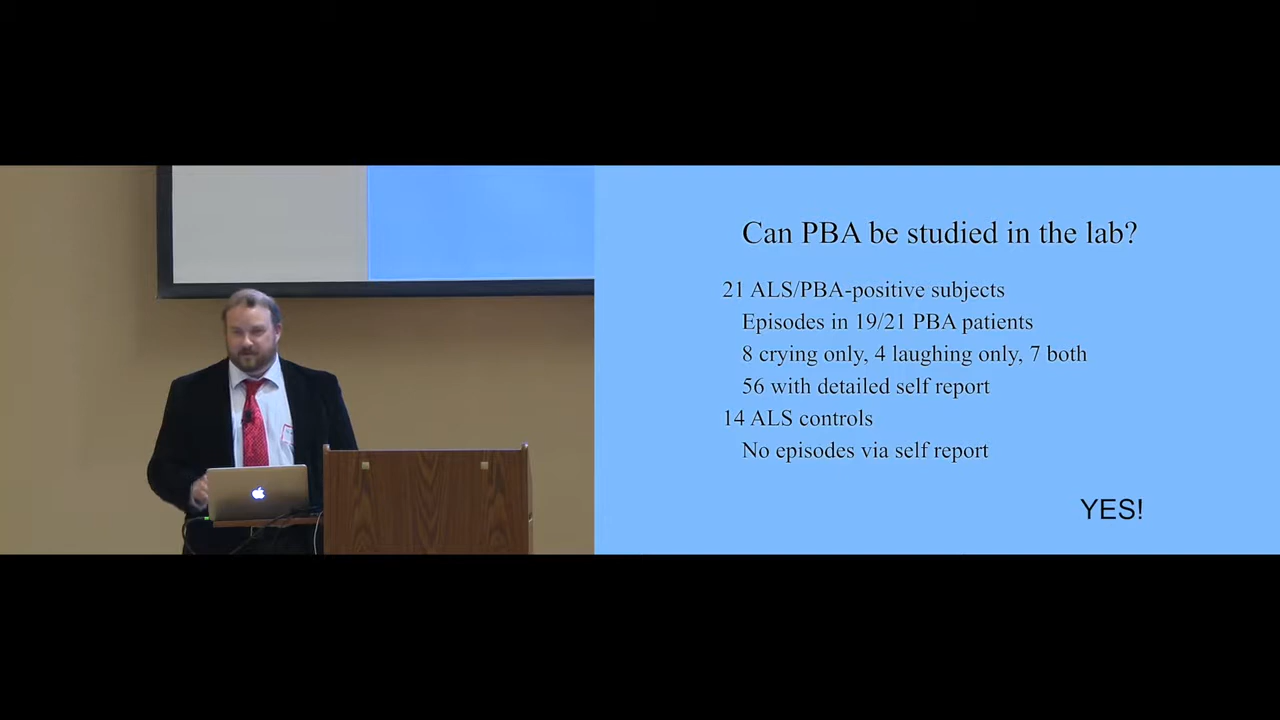 Can PBA be studied in the lab?
21 ALS/PBA-positive subjects
Episodes in 19/21 PBA patients
8 crying only, 4 laughing only, 7 both
56 with detailed self report
14 ALS controls
No episodes via self report
YES!